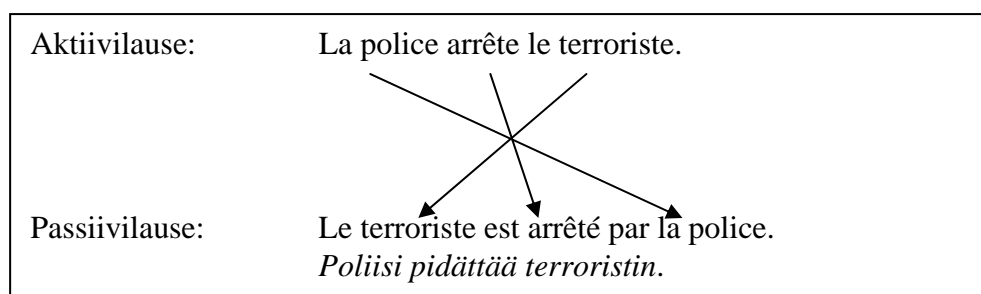 Aktiivilause: La police arrête le terroriste.
Passiivilause: Le terroriste est arrêté par la police.
Poliisi pidättää terroristin.